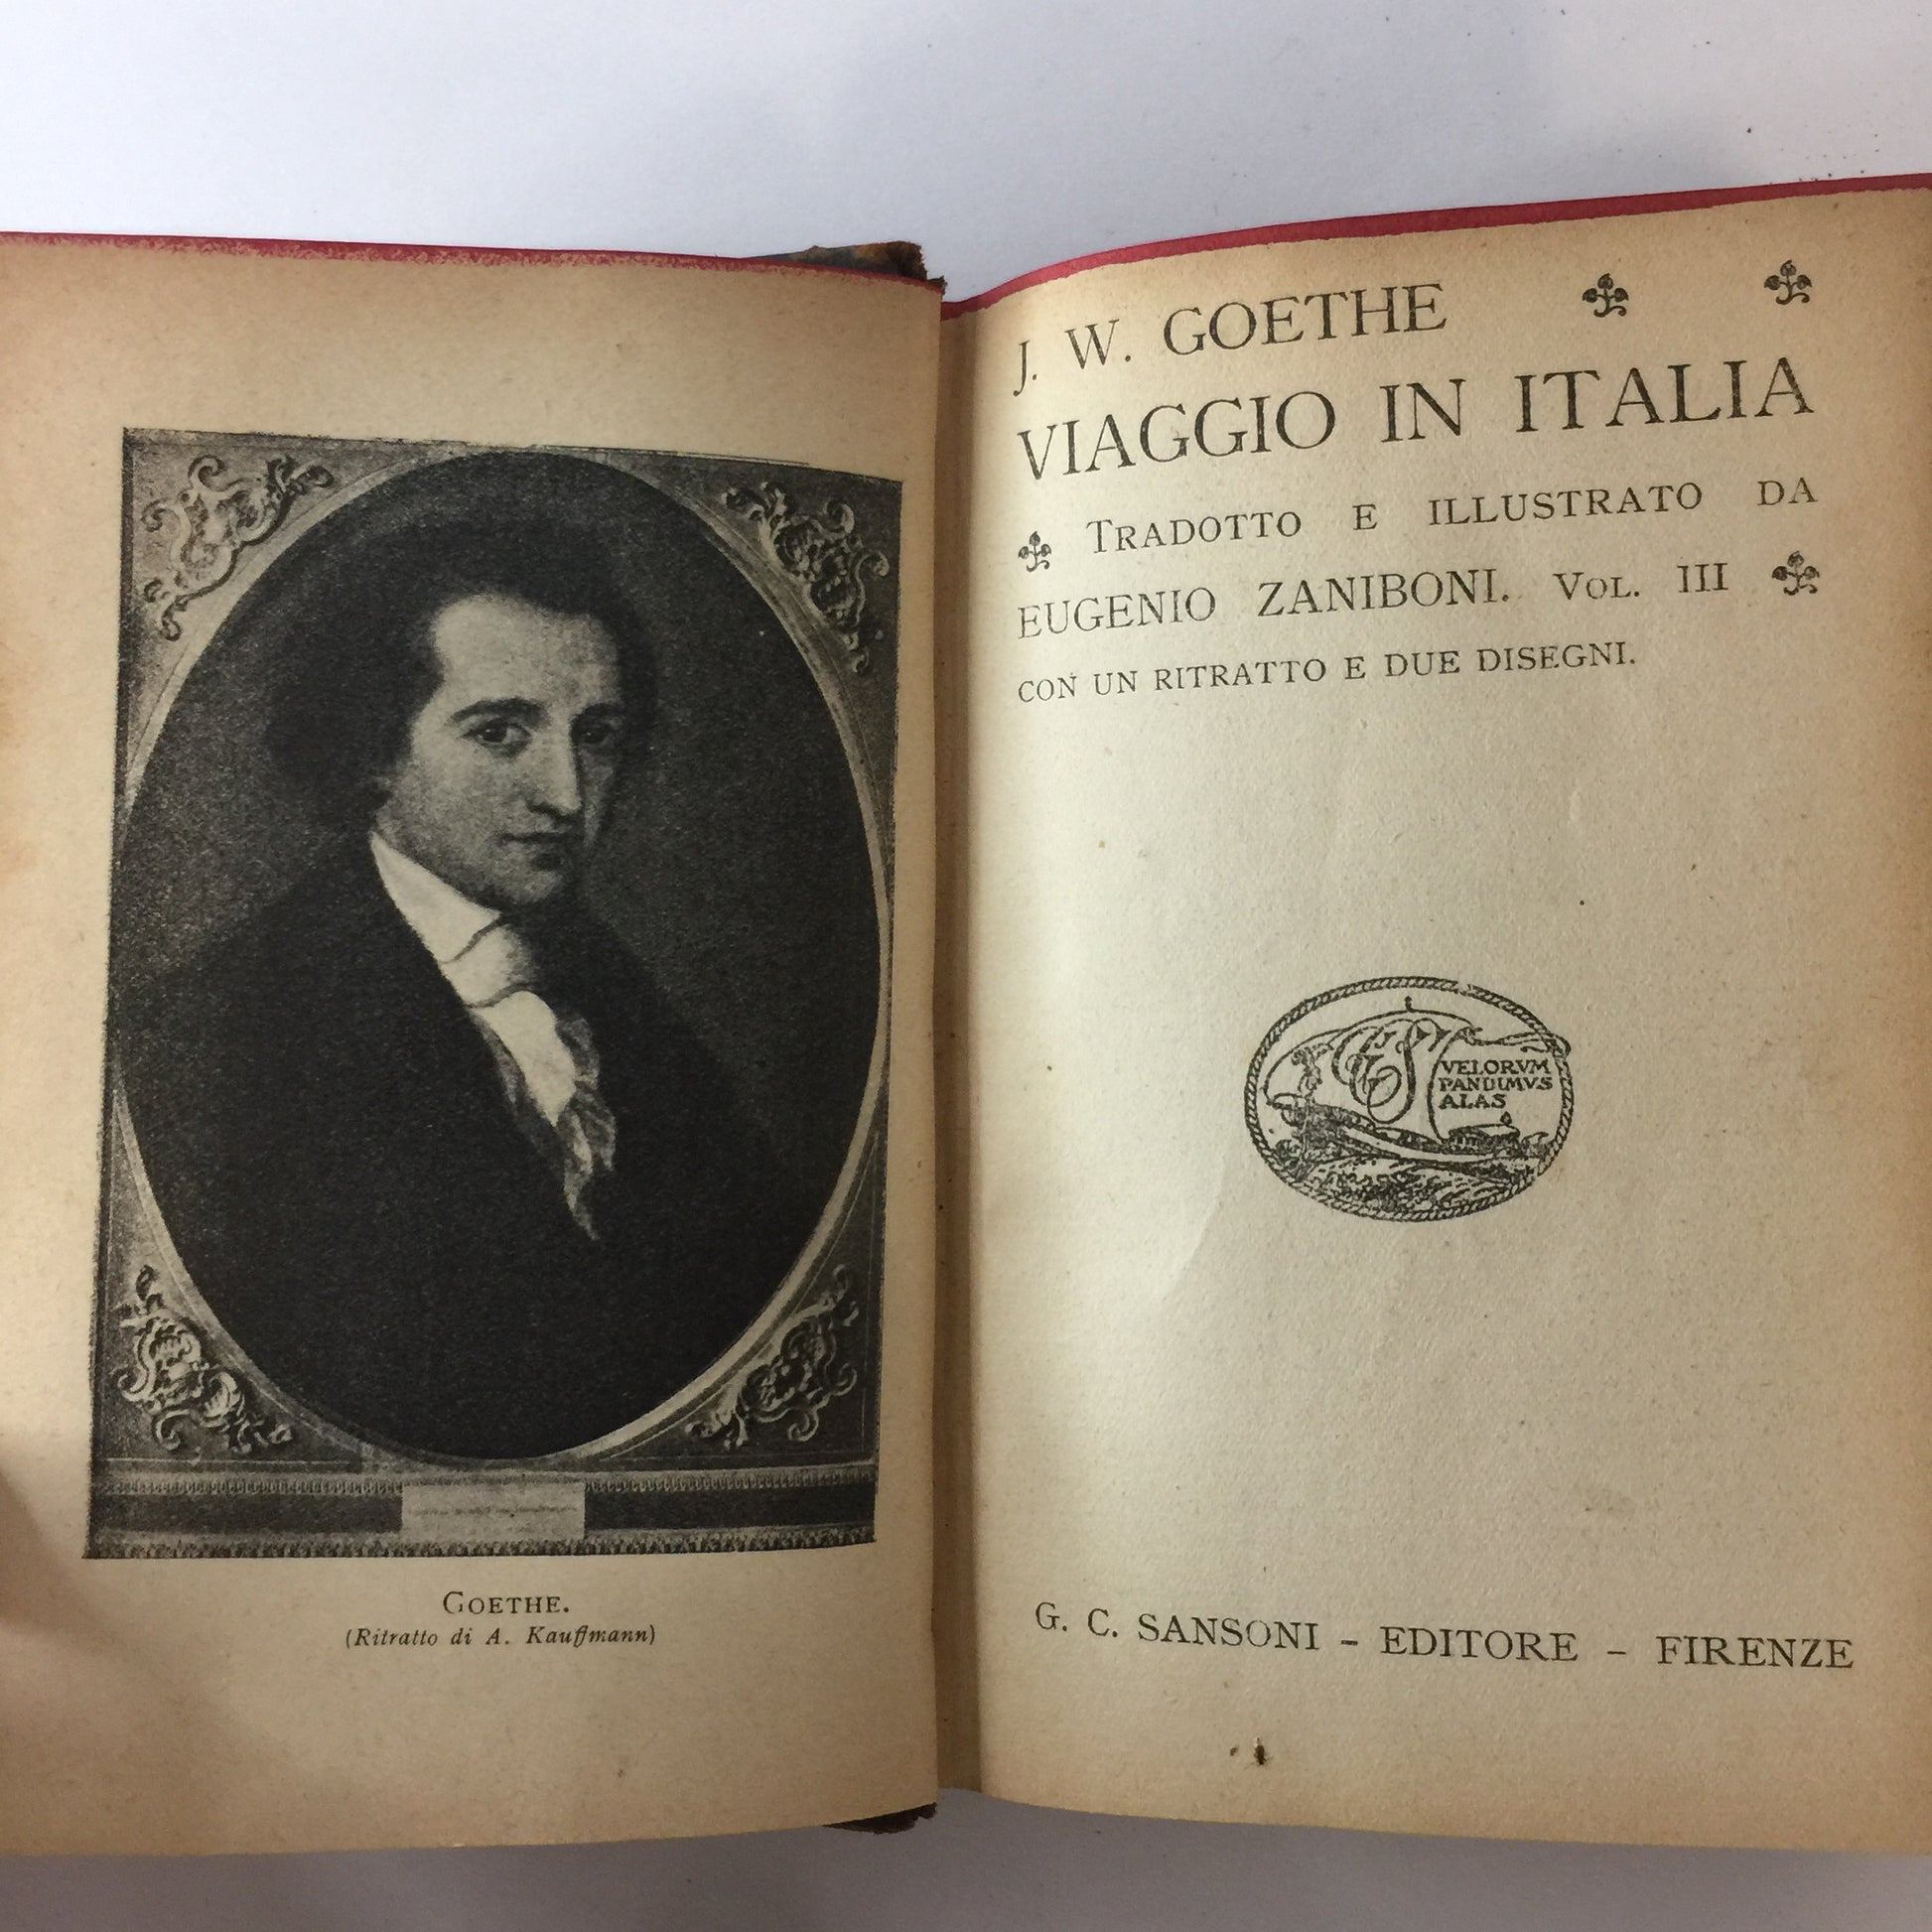 GOETHE.
(Ritratto di A. Kauffmann)
J. W. GOETHE
VIAGGIO IN ITALIA
TRADOTTO E ILLUSTRATO DA
EUGENIO ZANIBONI. VOL. III
CON UN RITRATTO E DUE DISEGNI.
GCS
VELORVM
PANDIMVS
ALAS
G. C. SANSONI - EDITORE - FIRENZE